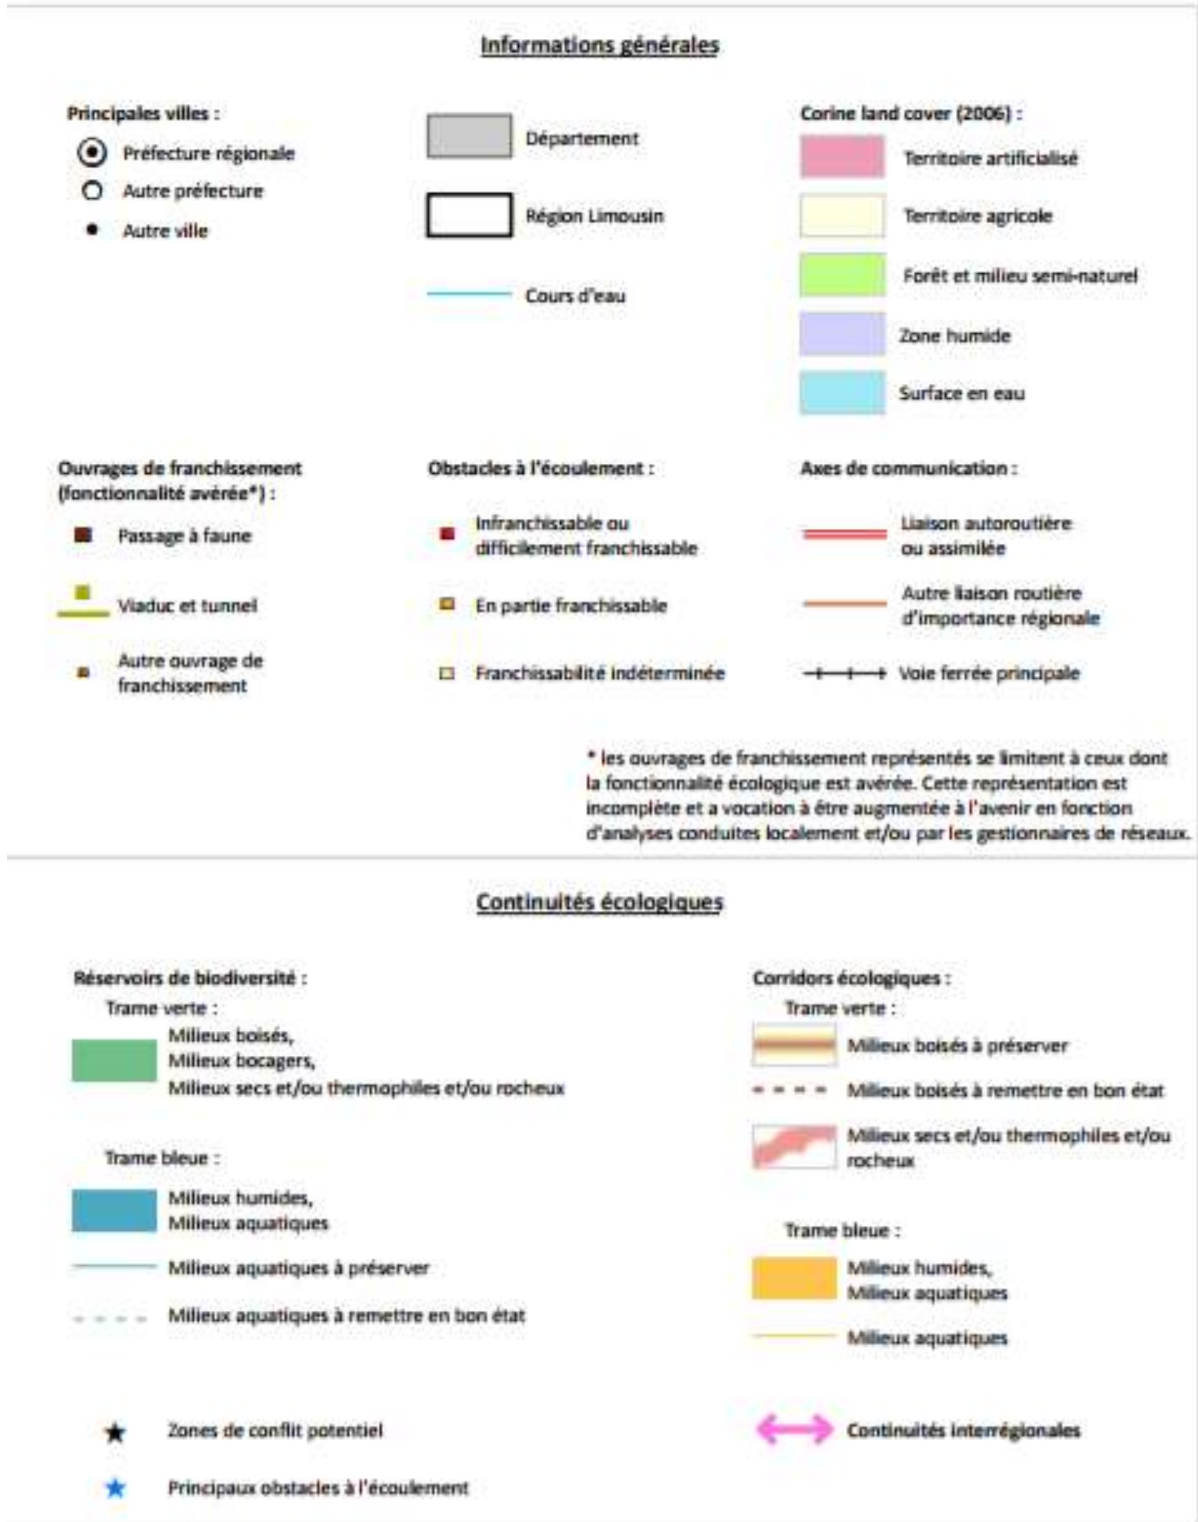 Informations générales
Principales villes :
Préfecture régionale
Autre préfecture
Autre ville
Département
Région Limousin
Cours d'eau
Corine land cover (2006) :
Territoire artificialisé
Territoire agricole
Forêt et milieu semi-naturel
Zone humide
Surface en eau
Ouvrages de franchissement
(fonctionnalité avérée*) :
Passage à faune
Viaduc et tunnel
Autre ouvrage de
franchissement
Obstacles à l'écoulement :
Infranchissable ou
difficilement franchissable
En partie franchissable
Franchissabilité indéterminée
Axes de communication :
Liaison autoroutière
ou assimilée
Autre liaison routière
d'importance régionale
Voie ferrée principale
* les ouvrages de franchissement représentés se limitent à ceux dont
la fonctionnalité écologique est avérée. Cette représentation est
incomplète et a vocation à être augmentée à l'avenir en fonction
d'analyses conduites localement et/ou par les gestionnaires de réseaux.
Continuités écologiques
Réservoirs de biodiversité :
Trame verte :
Milieux boisés,
Milieux bocagers,
Milieux secs et/ou thermophiles et/ou rocheux
Trame bleue :
Milieux humides,
Milieux aquatiques
Milieux aquatiques à préserver
Milieux aquatiques à remettre en bon état
Zones de conflit potentiel
Principaux obstacles à l'écoulement
Corridors écologiques :
Trame verte :
Milieux boisés à préserver
Milieux boisés à remettre en bon état
Milieux secs et/ou thermophiles et/ou
rocheux
Trame bleue :
Milieux humides,
Milieux aquatiques
Milieux aquatiques
Continuités interrégionales